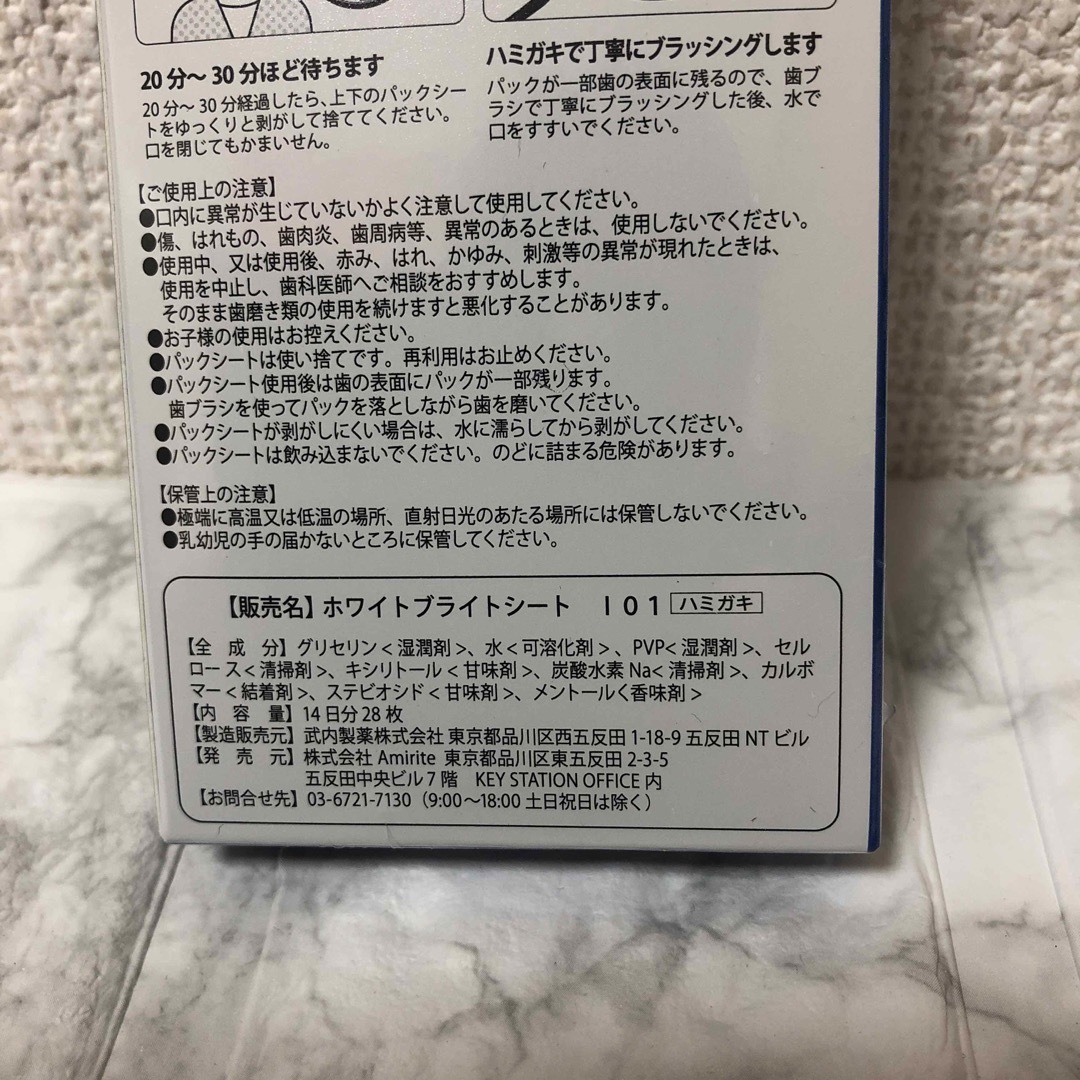 20分〜30分ほど待ちます
20分〜30分経過したら、上下のパックシー
トをゆっくりと剥がして捨ててください。
口を閉じてもかまいせん。
ハミガキで丁寧にブラッシングします
パックが一部歯の表面に残るので、歯ブ
ラシで丁寧にブラッシングした後、水で
口をすすいでください。
【ご使用上の注意】
●口内に異常が生じていないかよく注意して使用してください。
●傷、はれもの、歯肉炎、歯周病等、異常のあるときは、使用しないでください。
●使用中、又は使用後、赤み、はれ、かゆみ、刺激等の異常が現れたときは、
使用を中止し、歯科医師へご相談をおすすめします。
そのまま歯磨き類の使用を続けますと悪化することがあります。
●お子様の使用はお控えください。
●パックシートは使い捨てです。再利用はお止めください。
●パックシート使用後は歯の表面にパックが一部残ります。
歯ブラシを使ってパックを落としながら歯を磨いてください。
●パックシートが剥がしにくい場合は、水に濡らしてから剥がしてください。
●パックシートは飲み込まないでください。のどに詰まる危険があります。
【保管上の注意】
●極端に高温又は低温の場所、直射日光のあたる場所には保管しないでください。
●乳幼児の手の届かないところに保管してください。
【販売名】ホワイトブライトシート I01 ハミガキ
【全成分】グリセリン<湿潤剤>、水<可溶化剤>、PVP<湿潤剤>、セル
ロース<清掃剤>、キシリトール<甘味剤>、炭酸水素Na<清掃剤>、カルボ
マー<結着剤>、ステビオシド<甘味剤>、メントールく香味剤>
【内容量】14日分28枚
【製造販売元】武内製薬株式会社 東京都品川区西五反田1-18-9 五反田NTビル
【発売元】株式会社Amirite 東京都品川区東五反田2-3-5
五反田中央ビル7階 KEY STATION OFFICE内
【お問合せ先】03-6721-7130（9:00〜18:00 土日祝日は除く）